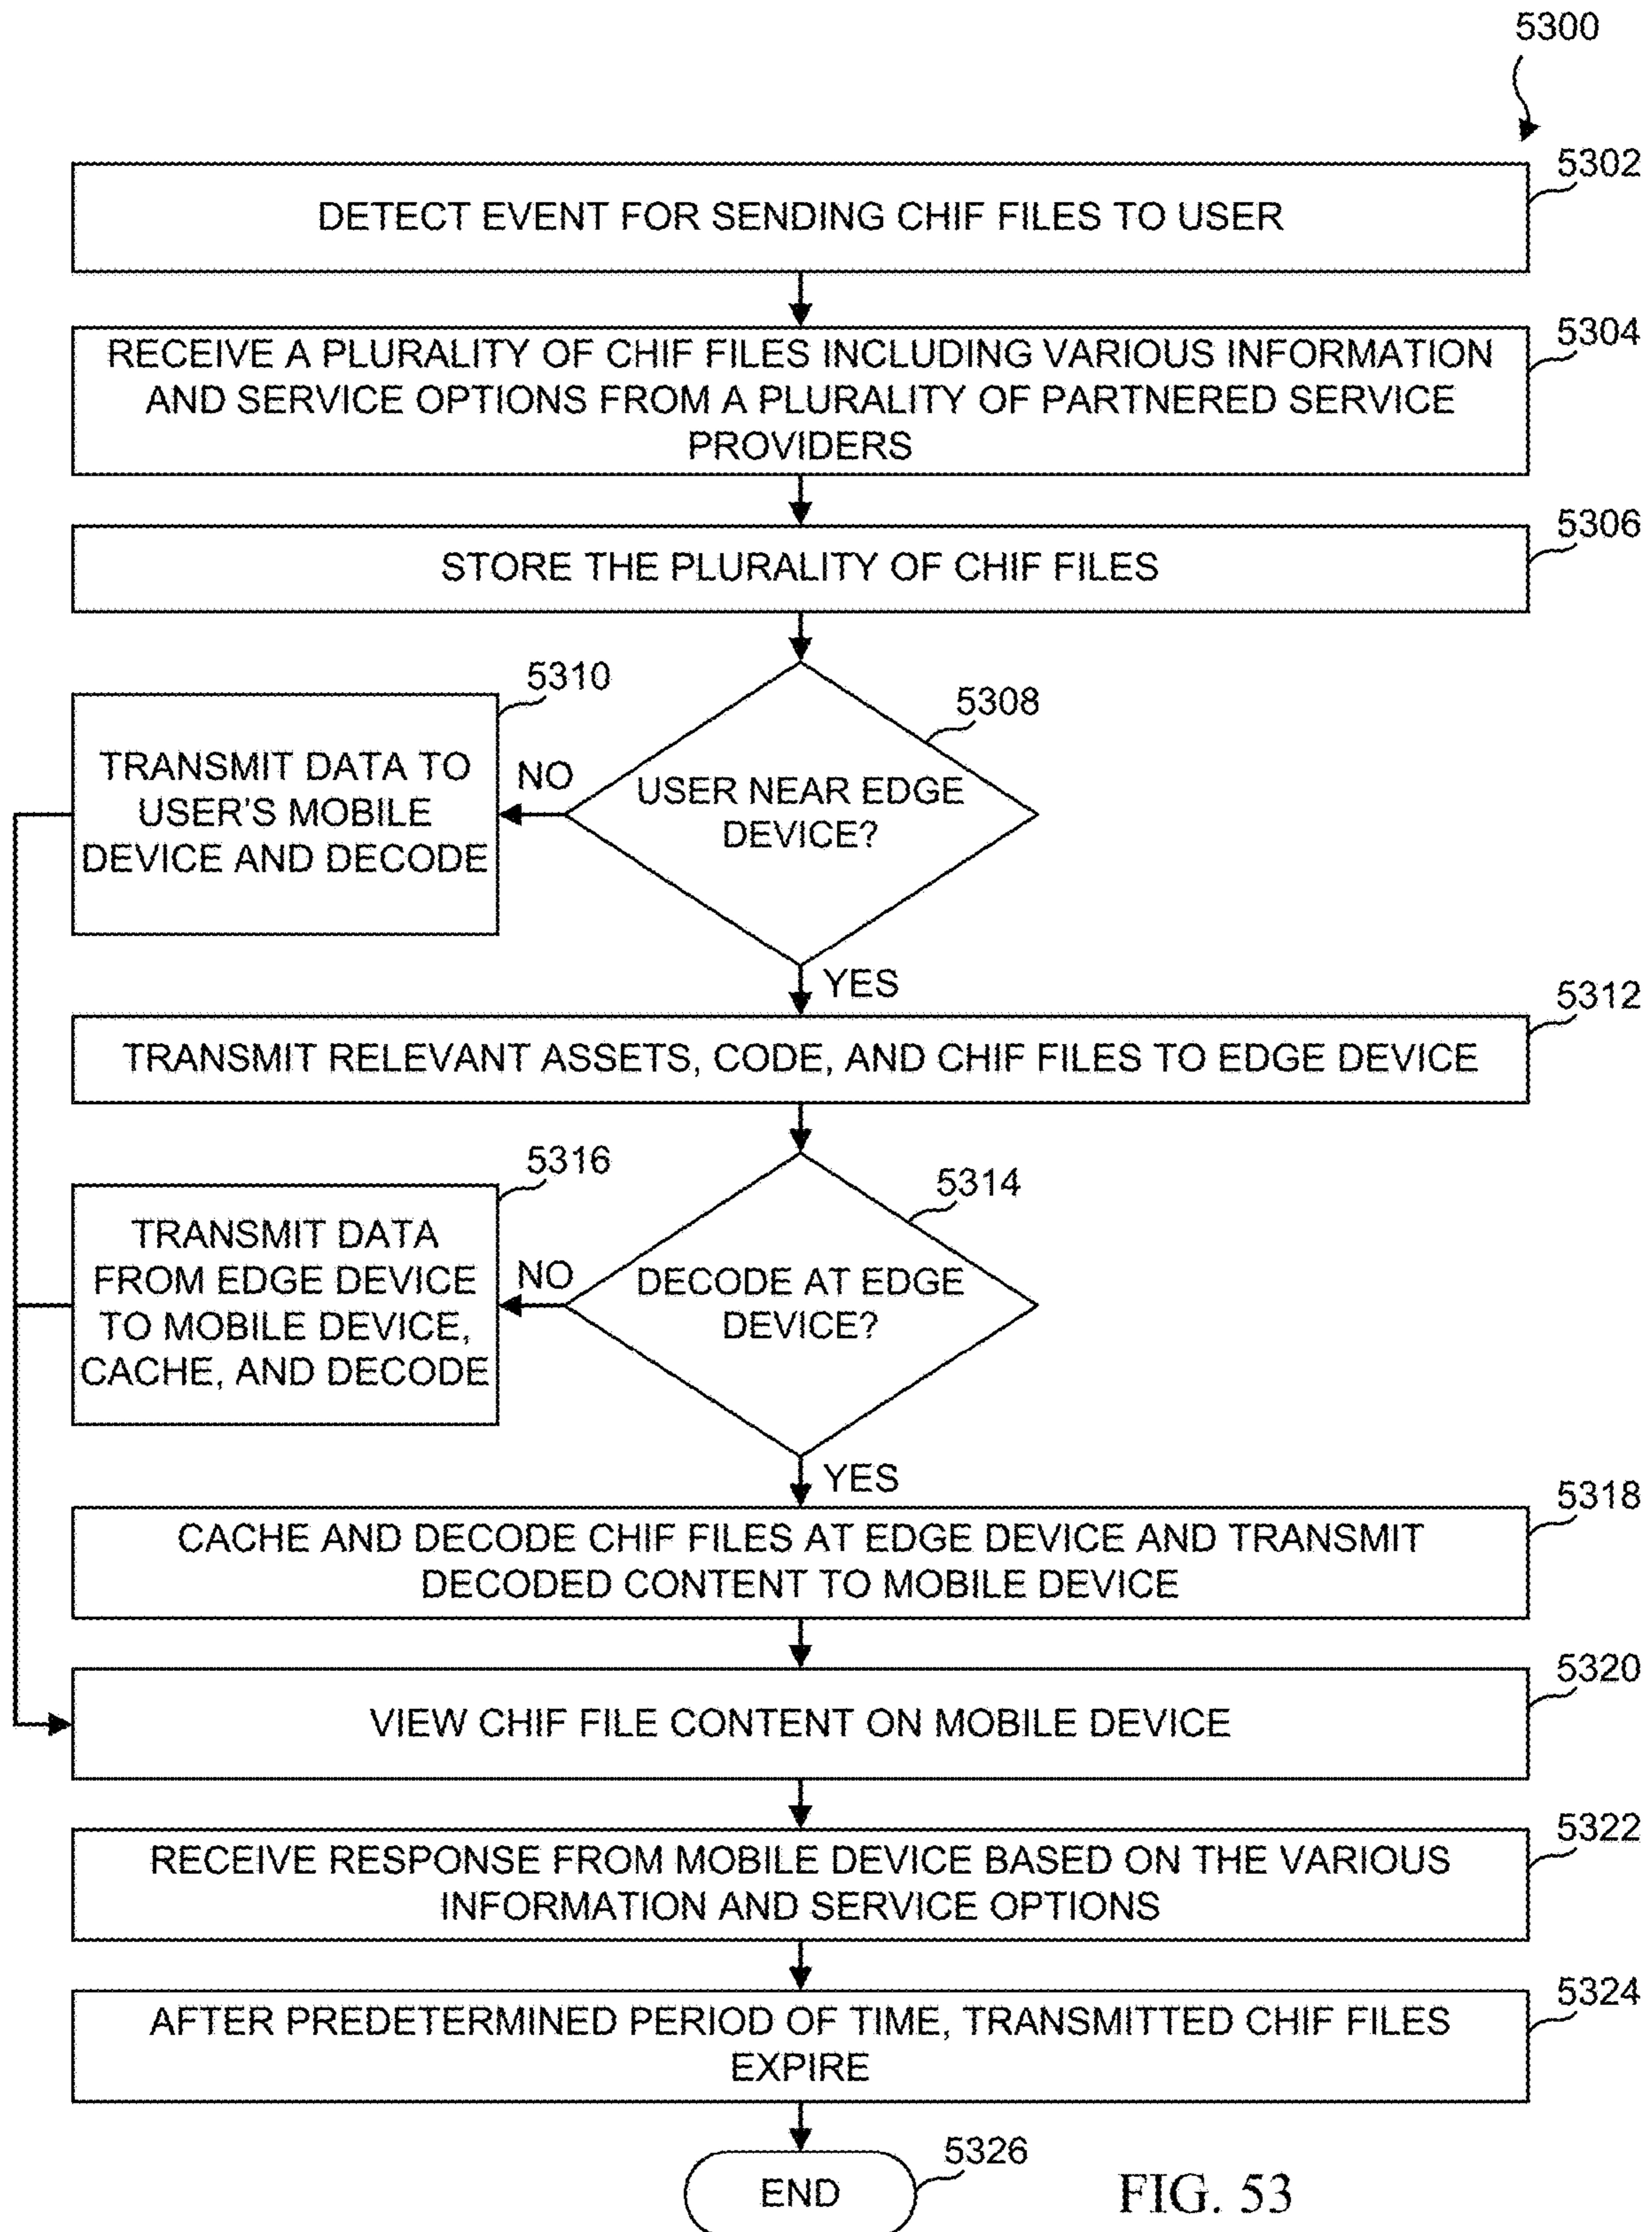 5300
5302
DETECT EVENT FOR SENDING CHIF FILES TO USER
5304
RECEIVE A PLURALITY OF CHIF FILES INCLUDING VARIOUS INFORMATION
AND SERVICE OPTIONS FROM A PLURALITY OF PARTNERED SERVICE
PROVIDERS
5306
STORE THE PLURALITY OF CHIF FILES
5308
USER NEAR EDGE
DEVICE?
NO
5310
TRANSMIT DATA TO
USER'S MOBILE
DEVICE AND DECODE
YES
5312
TRANSMIT RELEVANT ASSETS, CODE, AND CHIF FILES TO EDGE DEVICE
5314
DECODE AT EDGE
DEVICE?
NO
5316
TRANSMIT DATA
FROM EDGE DEVICE
TO MOBILE DEVICE,
CACHE, AND DECODE
YES
5318
CACHE AND DECODE CHIF FILES AT EDGE DEVICE AND TRANSMIT
DECODED CONTENT TO MOBILE DEVICE
5320
VIEW CHIF FILE CONTENT ON MOBILE DEVICE
5322
RECEIVE RESPONSE FROM MOBILE DEVICE BASED ON THE VARIOUS
INFORMATION AND SERVICE OPTIONS
5324
AFTER PREDETERMINED PERIOD OF TIME, TRANSMITTED CHIF FILES
EXPIRE
5326
END
FIG. 53